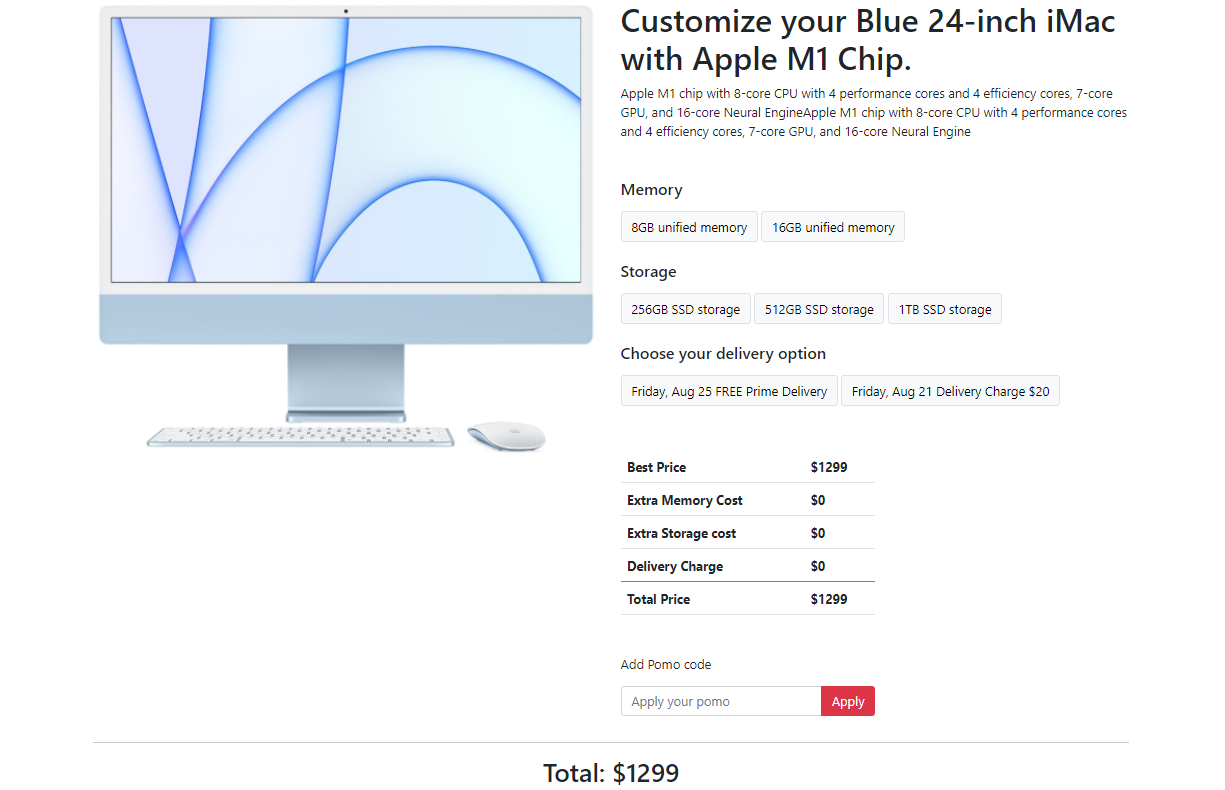 Customize your Blue 24-inch iMac
with Apple M1 Chip.
Apple M1 chip with 8-core CPU with 4 performance cores and 4 efficiency cores, 7-core
GPU, and 16-core Neural EngineApple M1 chip with 8-core CPU with 4 performance cores
and 4 efficiency cores, 7-core GPU, and 16-core Neural Engine
Memory
8GB unified memory 16GB unified memory
Storage
256GB SSD storage 512GB SSD storage 1TB SSD storage
Choose your delivery option
Friday, Aug 25 FREE Prime Delivery Friday, Aug 21 Delivery Charge $20
Best Price $1299
Extra Memory Cost $0
Extra Storage cost $0
Delivery Charge $0
Total Price $1299
Add Pomo code
Apply your pomo Apply
Total: $1299